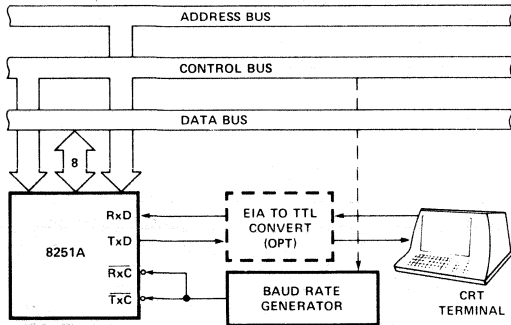 ADDRESS BUS
CONTROL BUS
DATA BUS
8
8251A
RxD
TxD
RxC
TxC
EIA TO TTL
CONVERT
(OPT)
BAUD RATE
GENERATOR
CRT
TERMINAL